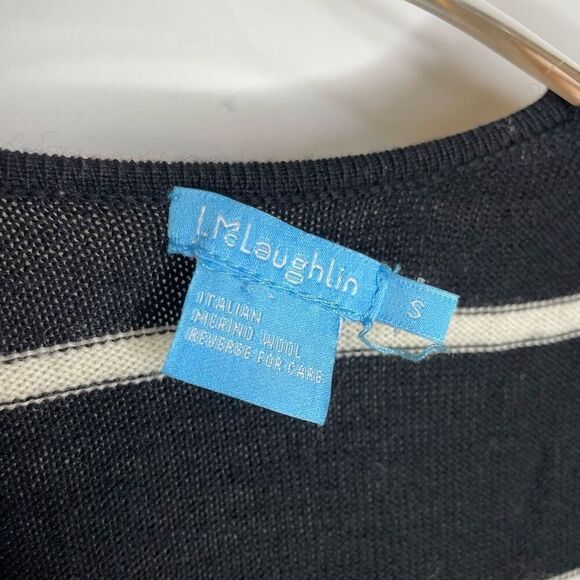 J.McLaughlin
S
ITALIAN
MERINO WOOL
REVERSE FOR CARE